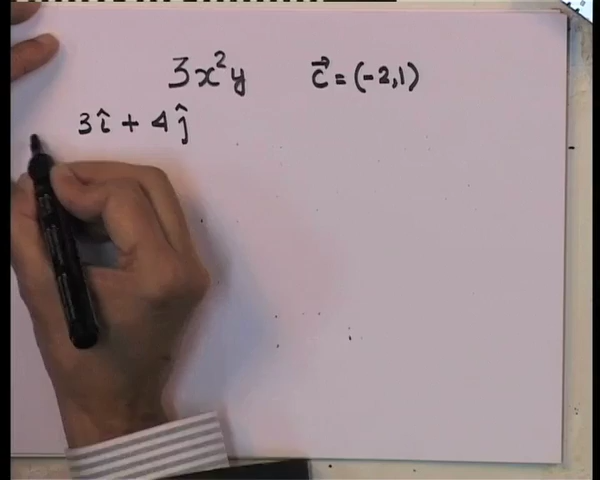 3x²y c⃗ = (-2,1)
3î + 4ĵ